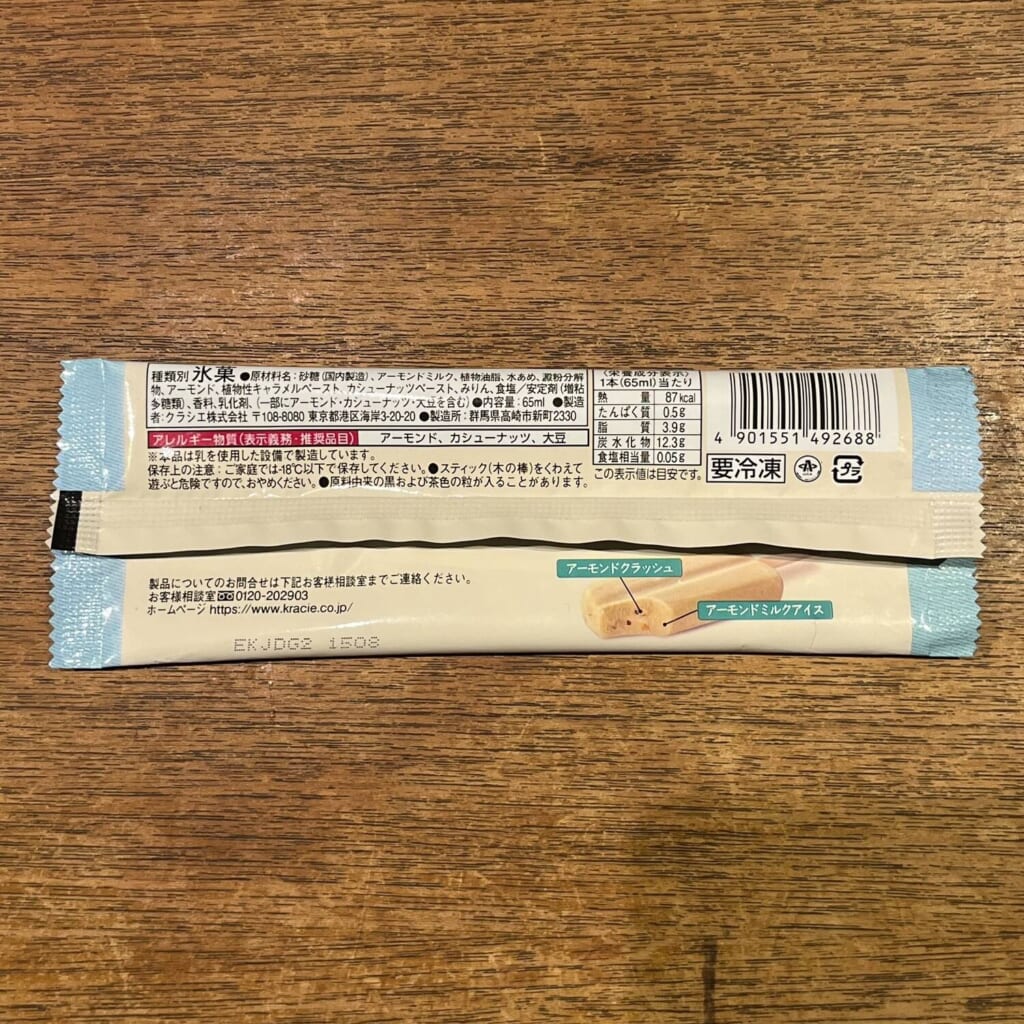 種類別 氷菓 ●原材料名：砂糖（国内製造）、アーモンドミルク、植物油脂、水あめ、澱粉分解
物、アーモンド、植物性キャラメルペースト、カシューナッツペースト、みりん、食塩／安定剤（増粘
多糖類）、香料、乳化剤、（一部にアーモンド・カシューナッツ・大豆を含む）●内容量：65ml ●製造
者：クラシエ株式会社 〒108-8080 東京都港区海岸3-20-20 ●製造所：群馬県高崎市新町2330
アレルギー物質（表示義務・推奨品目） アーモンド、カシューナッツ、大豆
※本品は乳を使用した設備で製造しています。
保存上の注意：ご家庭では-18℃以下で保存してください。●スティック（木の棒）をくわえて
遊ぶと危険ですので、おやめください。●原料由来の黒および茶色の粒が入ることがあります。
〈栄養成分表示〉
1本（65ml）当たり
熱量 87kcal
たんぱく質 0.5g
脂質 3.9g
炭水化物 12.3g
食塩相当量 0.05g
この表示値は目安です。
4 901551 492688
要冷凍
プラ
製品についてのお問合せは下記お客様相談室までご連絡ください。
お客様相談室 0120-202903
ホームページ https://www.kracie.co.jp/
EKJDG2 1508
アーモンドクラッシュ
アーモンドミルクアイス